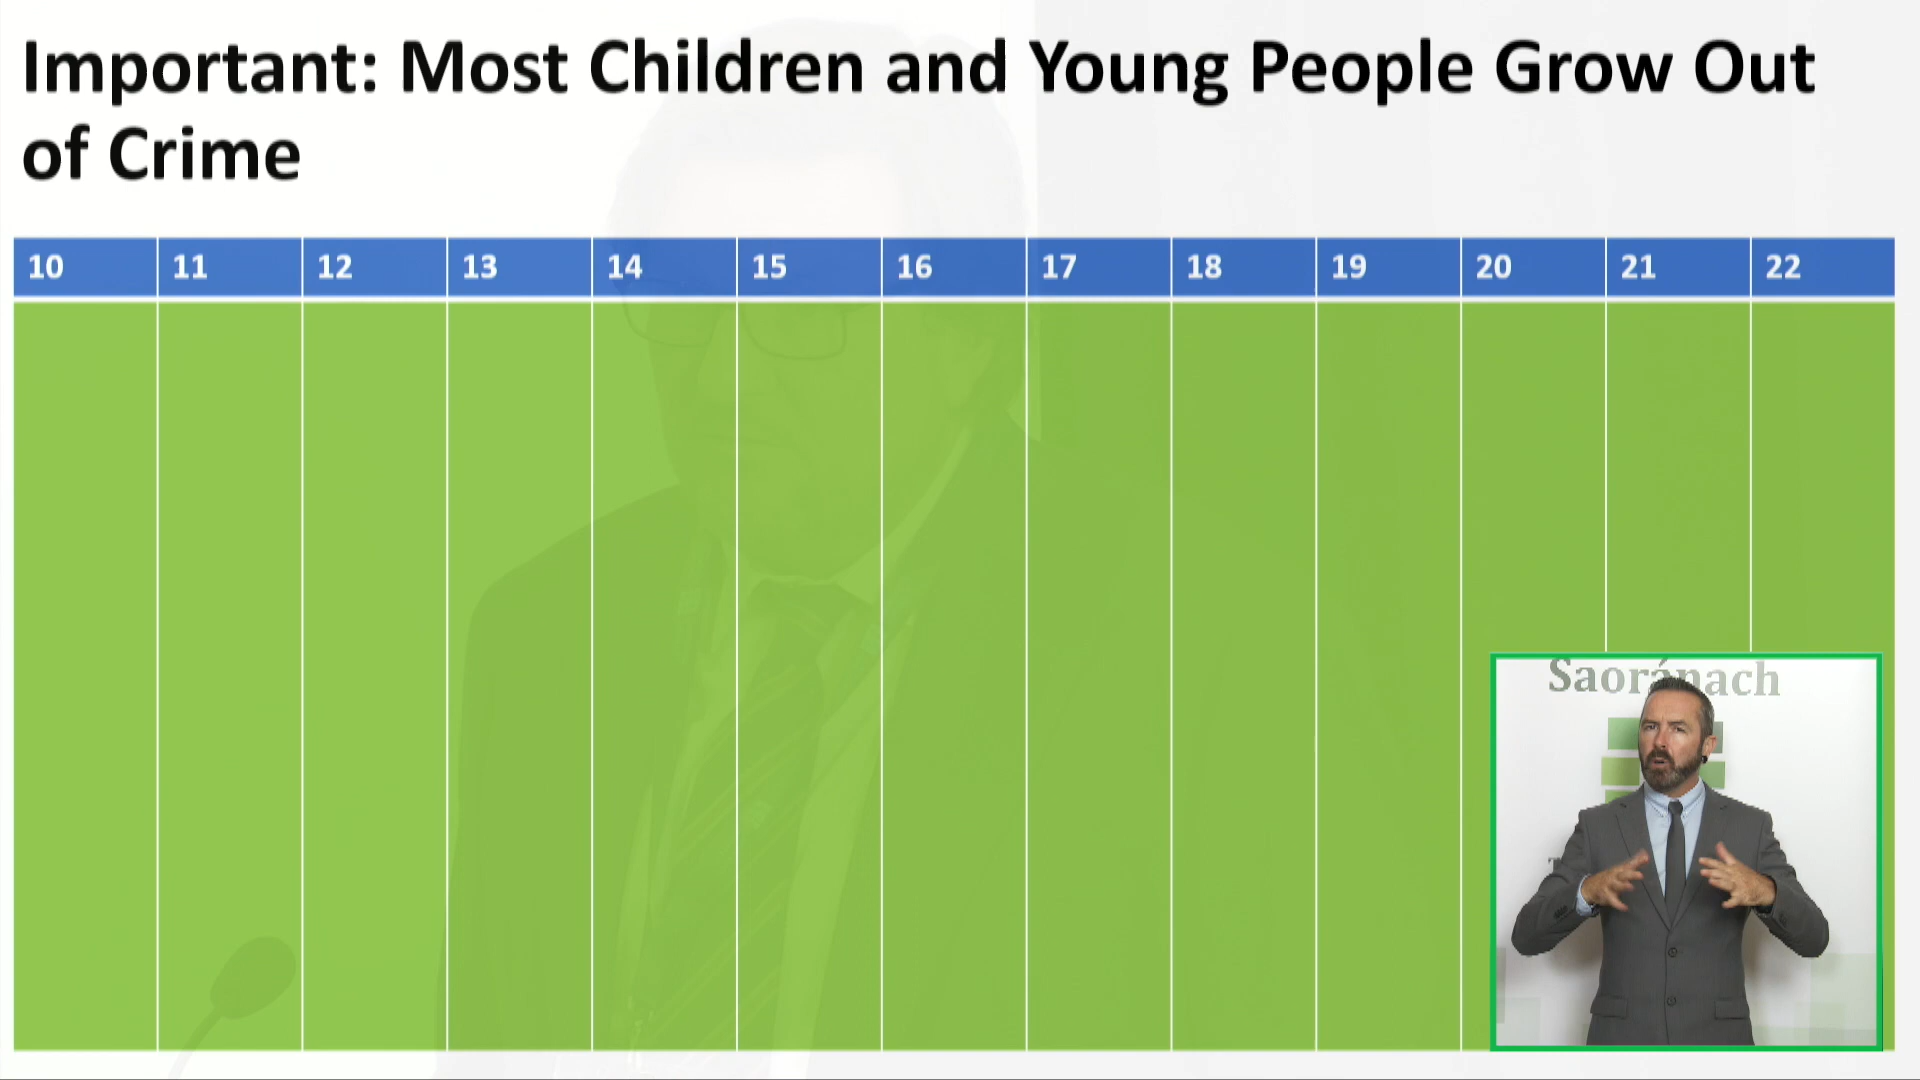 Important: Most Children and Young People Grow Out
of Crime
10 11 12 13 14 15 16 17 18 19 20 21 22
Saoránach